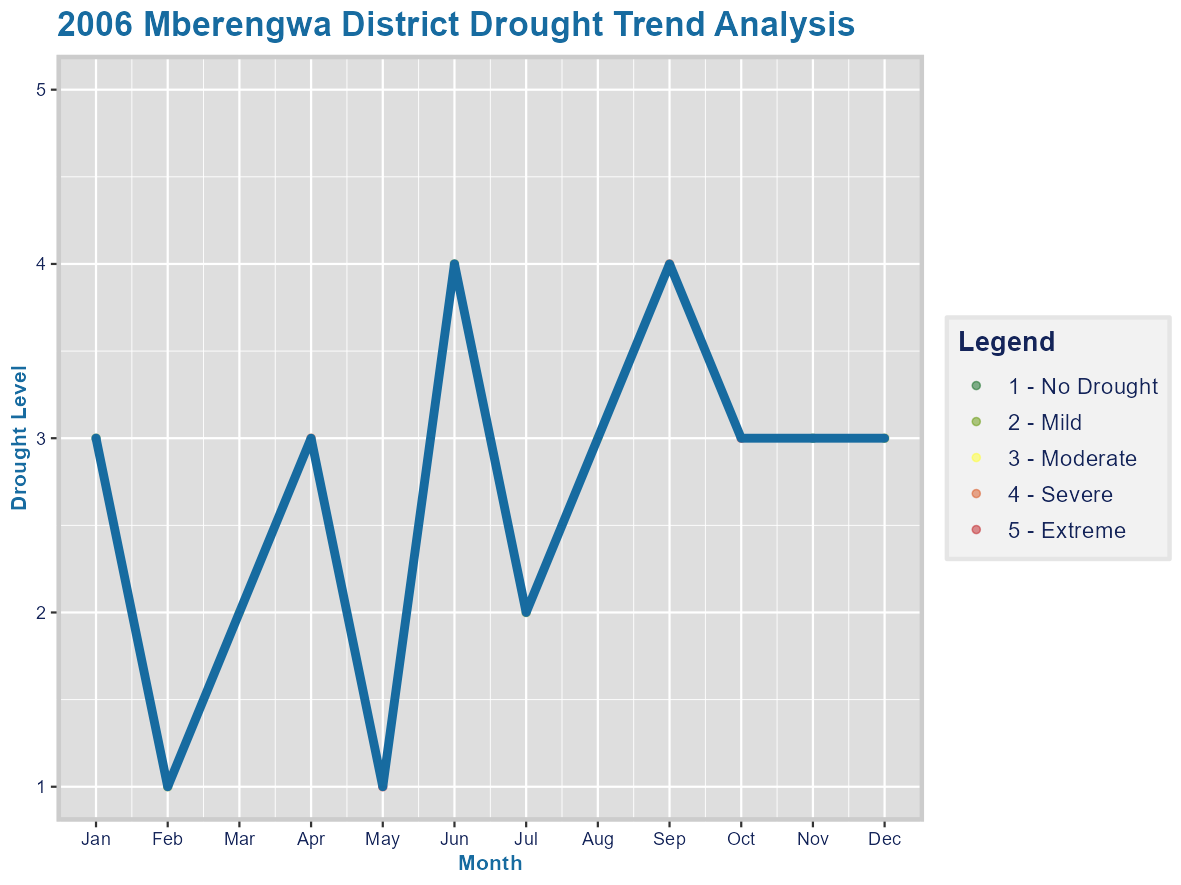 2006 Mberengwa District Drought Trend Analysis
5
4
3
2
1
Drought Level
Jan Feb Mar Apr May Jun Jul Aug Sep Oct Nov Dec
Month
Legend
1 - No Drought
2 - Mild
3 - Moderate
4 - Severe
5 - Extreme